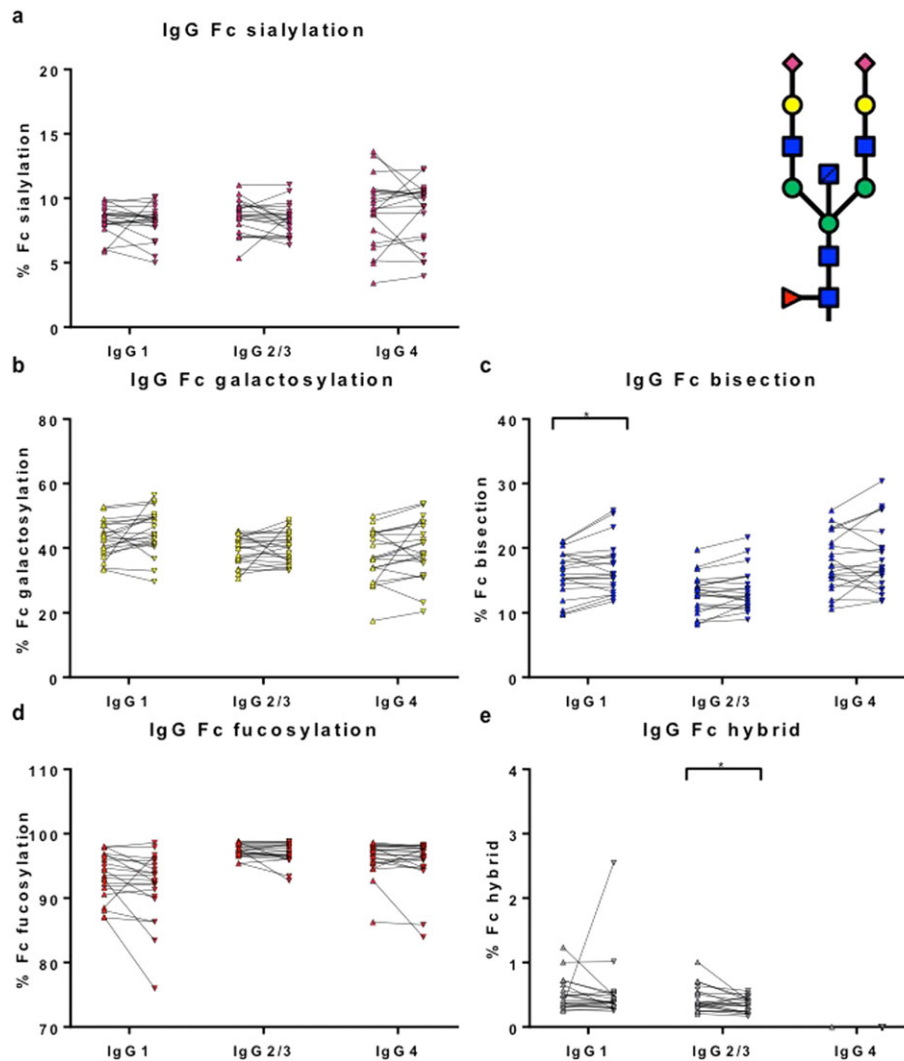 a
IgG Fc sialylation
20
15
10
5
0
% Fc sialylation
IgG 1
IgG 2/3
IgG 4
b
IgG Fc galactosylation
80
60
40
20
0
% Fc galactosylation
IgG 1
IgG 2/3
IgG 4
c
IgG Fc bisection
40
30
20
10
0
% Fc bisection
*
IgG 1
IgG 2/3
IgG 4
d
IgG Fc fucosylation
110
100
90
80
70
% Fc fucosylation
IgG 1
IgG 2/3
IgG 4
e
IgG Fc hybrid
4
3
2
1
0
% Fc hybrid
*
IgG 1
IgG 2/3
IgG 4